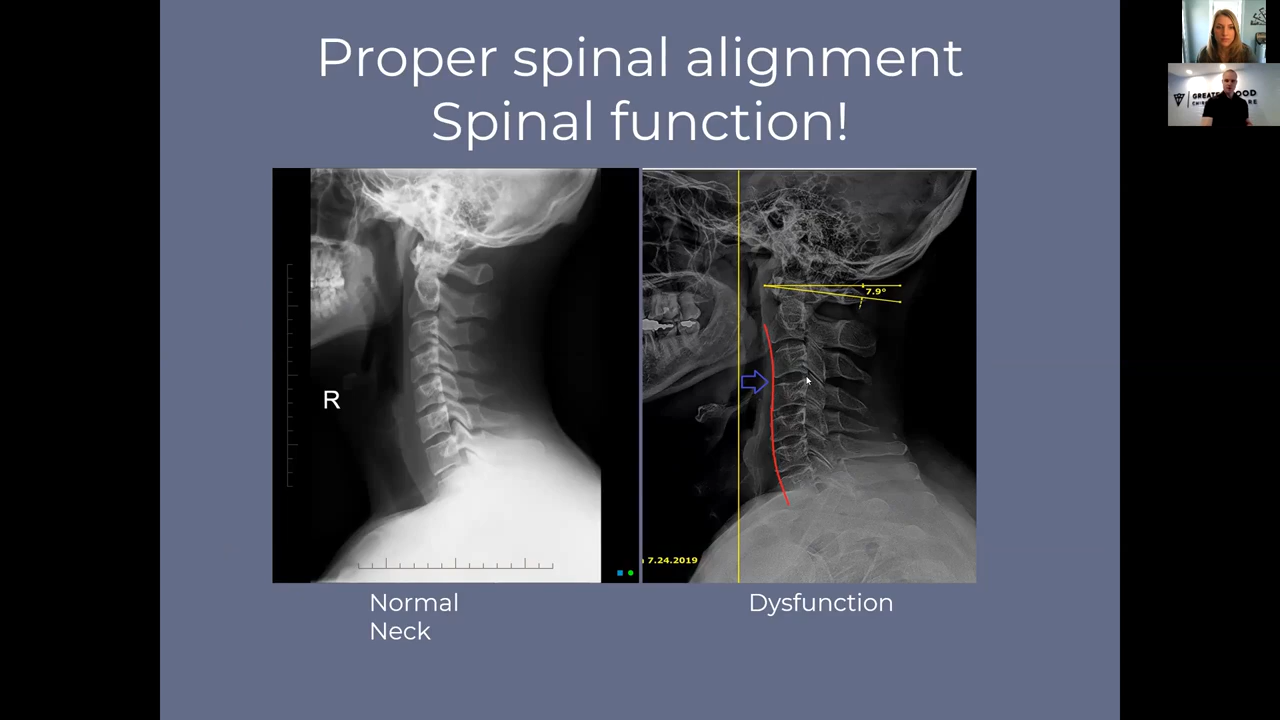 Proper spinal alignment
Spinal function!
R
7.9°
7.24.2019
Normal
Neck
Dysfunction